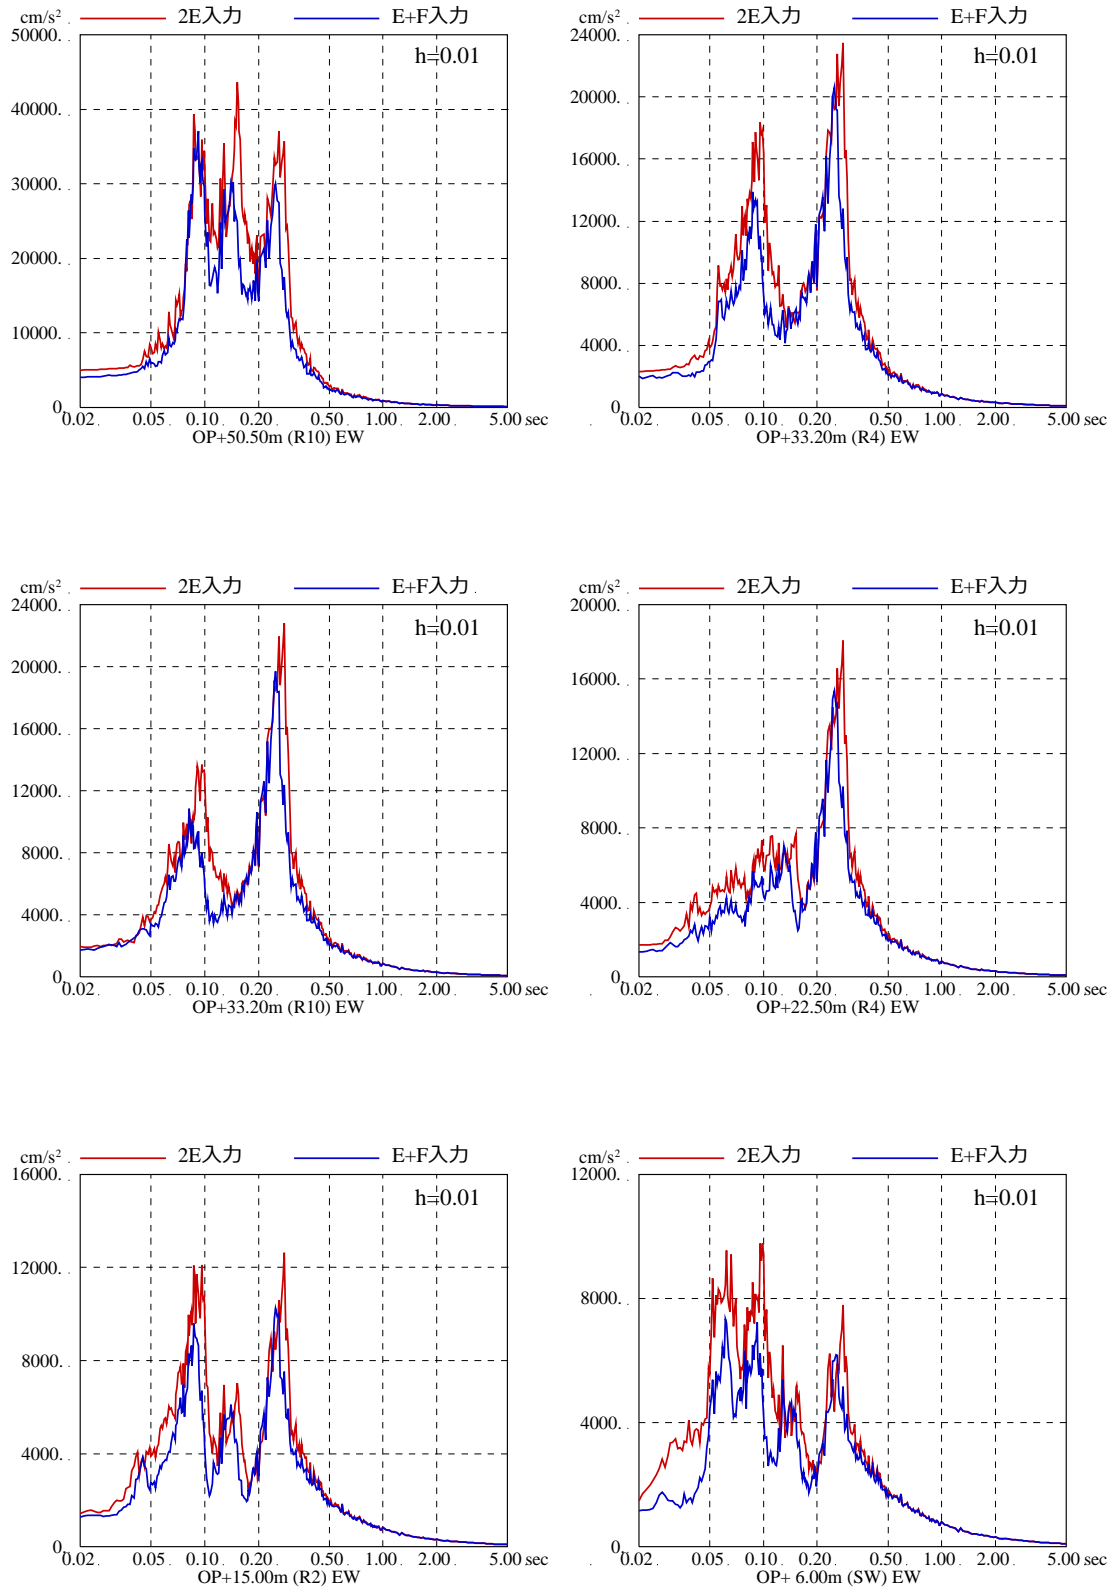 cm/s² 2E入力 E+F入力
50000.
h=0.01
40000.
30000.
20000.
10000.
0.
0.02 0.05 0.10 0.20 0.50 1.00 2.00 5.00 sec
OP+50.50m (R10) EW
cm/s² 2E入力 E+F入力
24000.
h=0.01
20000.
16000.
12000.
8000.
4000.
0.
0.02 0.05 0.10 0.20 0.50 1.00 2.00 5.00 sec
OP+33.20m (R4) EW
cm/s² 2E入力 E+F入力
24000.
h=0.01
20000.
16000.
12000.
8000.
4000.
0.
0.02 0.05 0.10 0.20 0.50 1.00 2.00 5.00 sec
OP+33.20m (R10) EW
cm/s² 2E入力 E+F入力
20000.
h=0.01
16000.
12000.
8000.
4000.
0.
0.02 0.05 0.10 0.20 0.50 1.00 2.00 5.00 sec
OP+22.50m (R4) EW
cm/s² 2E入力 E+F入力
16000.
h=0.01
12000.
8000.
4000.
0.
0.02 0.05 0.10 0.20 0.50 1.00 2.00 5.00 sec
OP+15.00m (R2) EW
cm/s² 2E入力 E+F入力
12000.
h=0.01
8000.
4000.
0.
0.02 0.05 0.10 0.20 0.50 1.00 2.00 5.00 sec
OP+ 6.00m (SW) EW